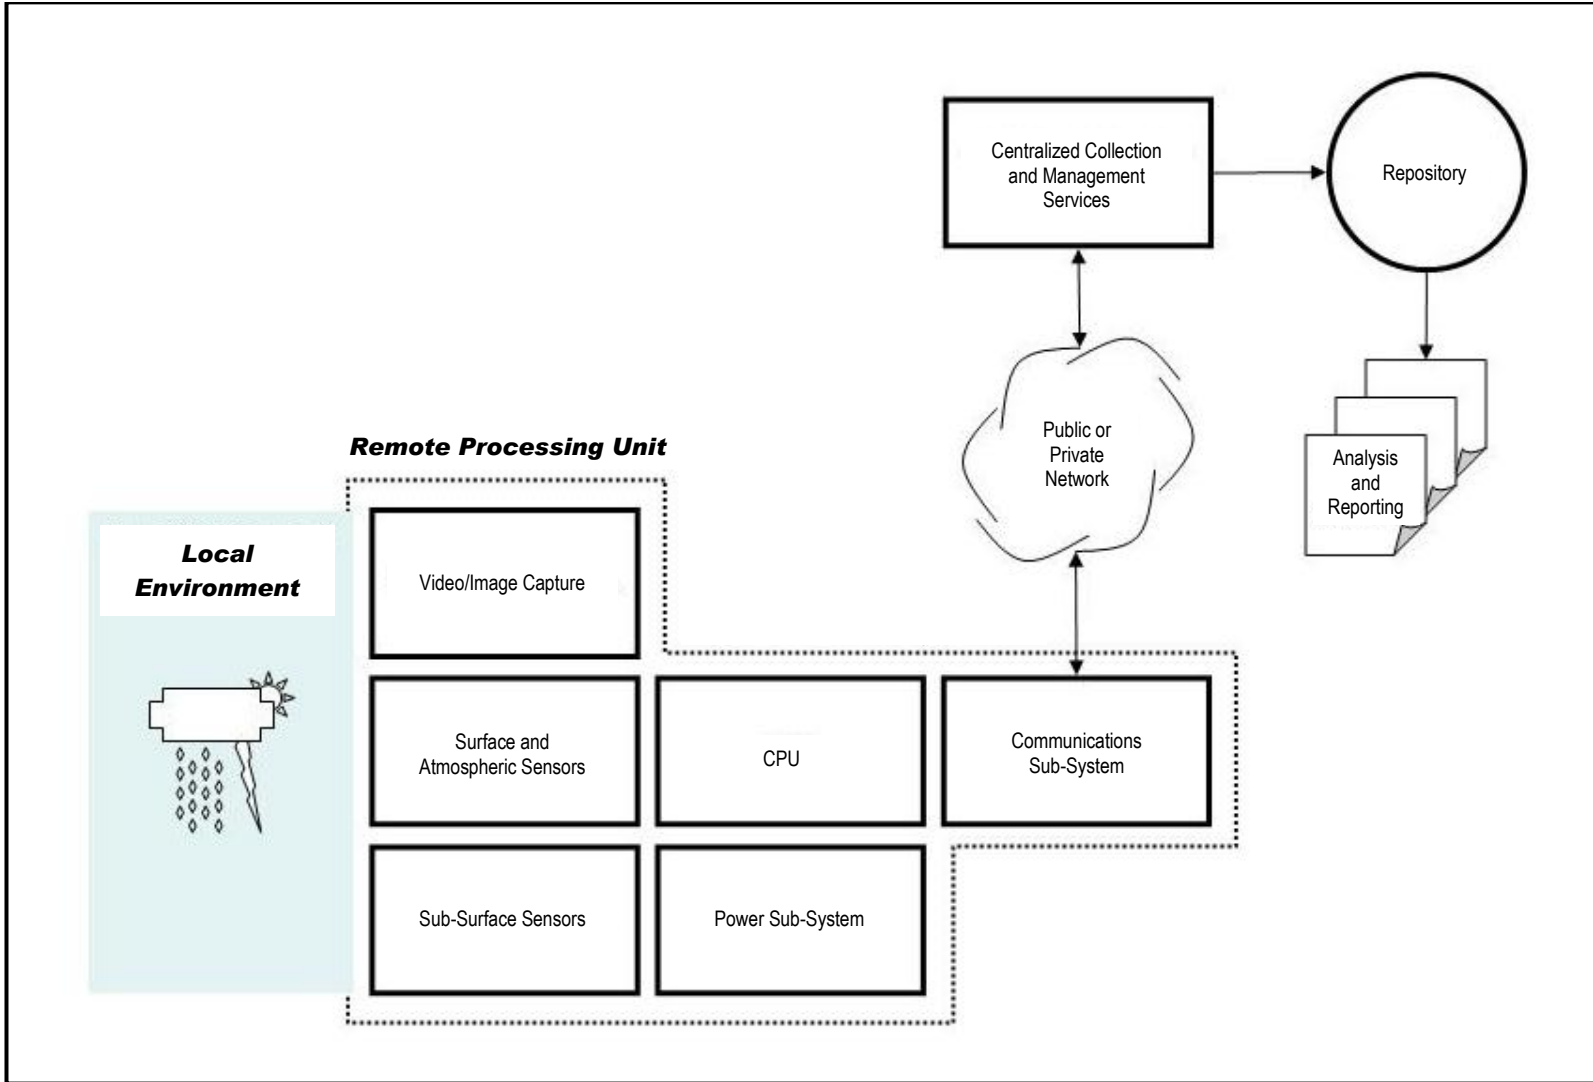 Centralized Collection
and Management
Services
Repository
Public or
Private
Network
Analysis
and
Reporting
Remote Processing Unit
Local
Environment
Video/Image Capture
Surface and
Atmospheric Sensors
CPU
Communications
Sub-System
Sub-Surface Sensors
Power Sub-System